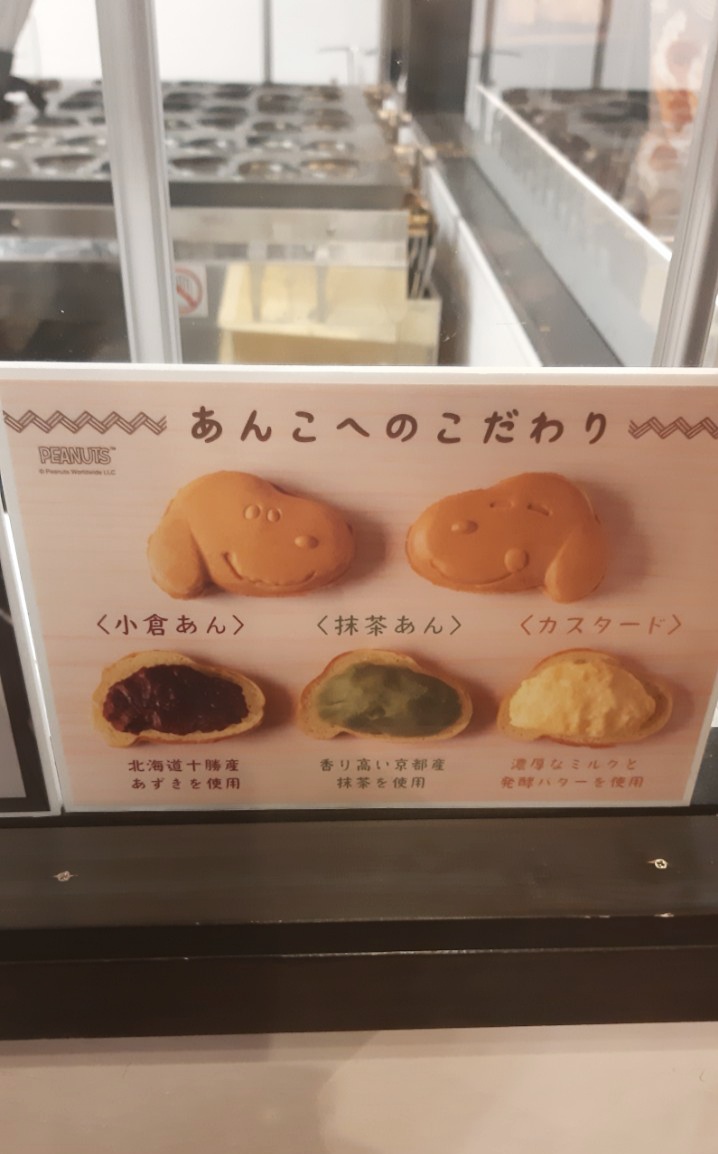 あんこへのこだわり
PEANUTS™
© Peanuts Worldwide LLC
〈小倉あん〉 〈抹茶あん〉 〈カスタード〉
北海道十勝産
あずきを使用
香り高い京都産
抹茶を使用
濃厚なミルクと
発酵バターを使用